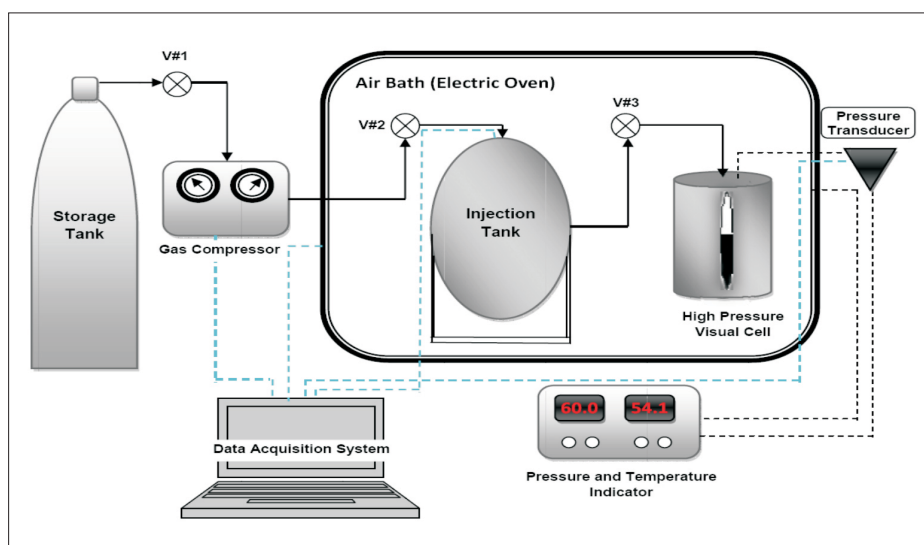 V#1
Air Bath (Electric Oven)
V#2
V#3
Pressure
Transducer
Storage
Tank
Injection
Tank
Gas Compressor
High Pressure
Visual Cell
60.0
54.1
Data Acquisition System
Pressure and Temperature
Indicator